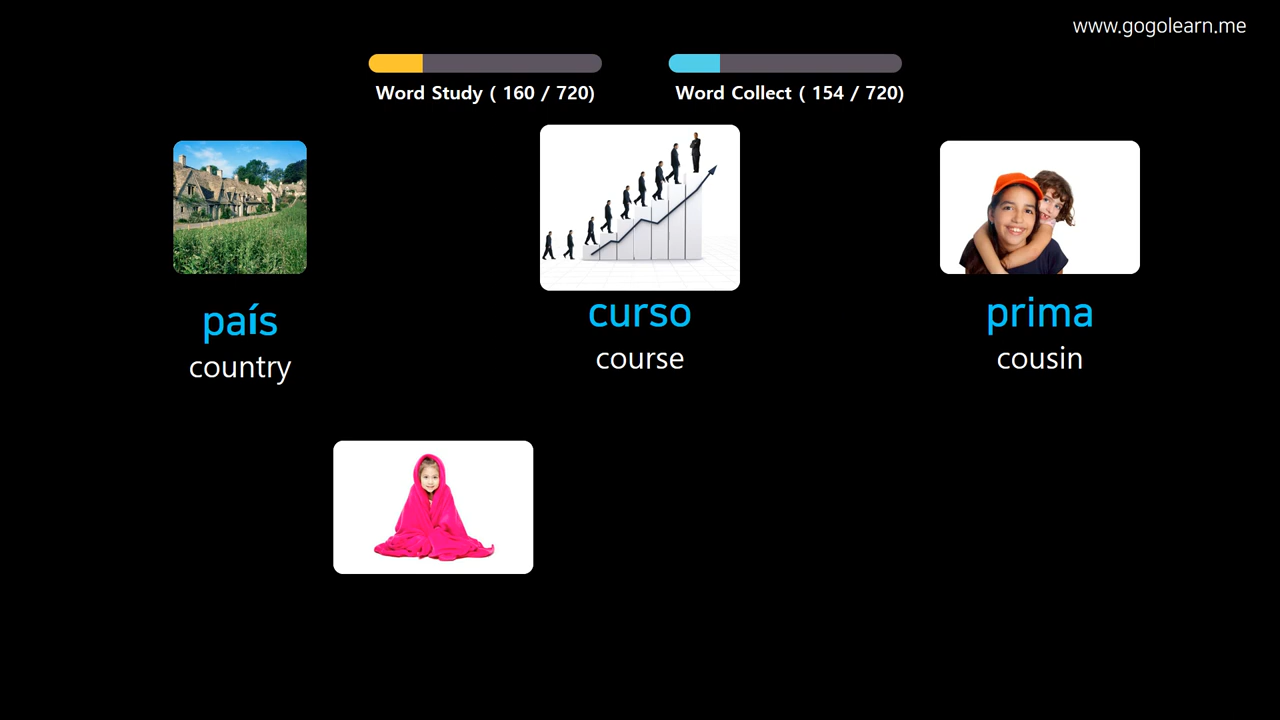 www.gogolearn.me
Word Study ( 160 / 720)
Word Collect ( 154 / 720)
país
country
curso
course
prima
cousin